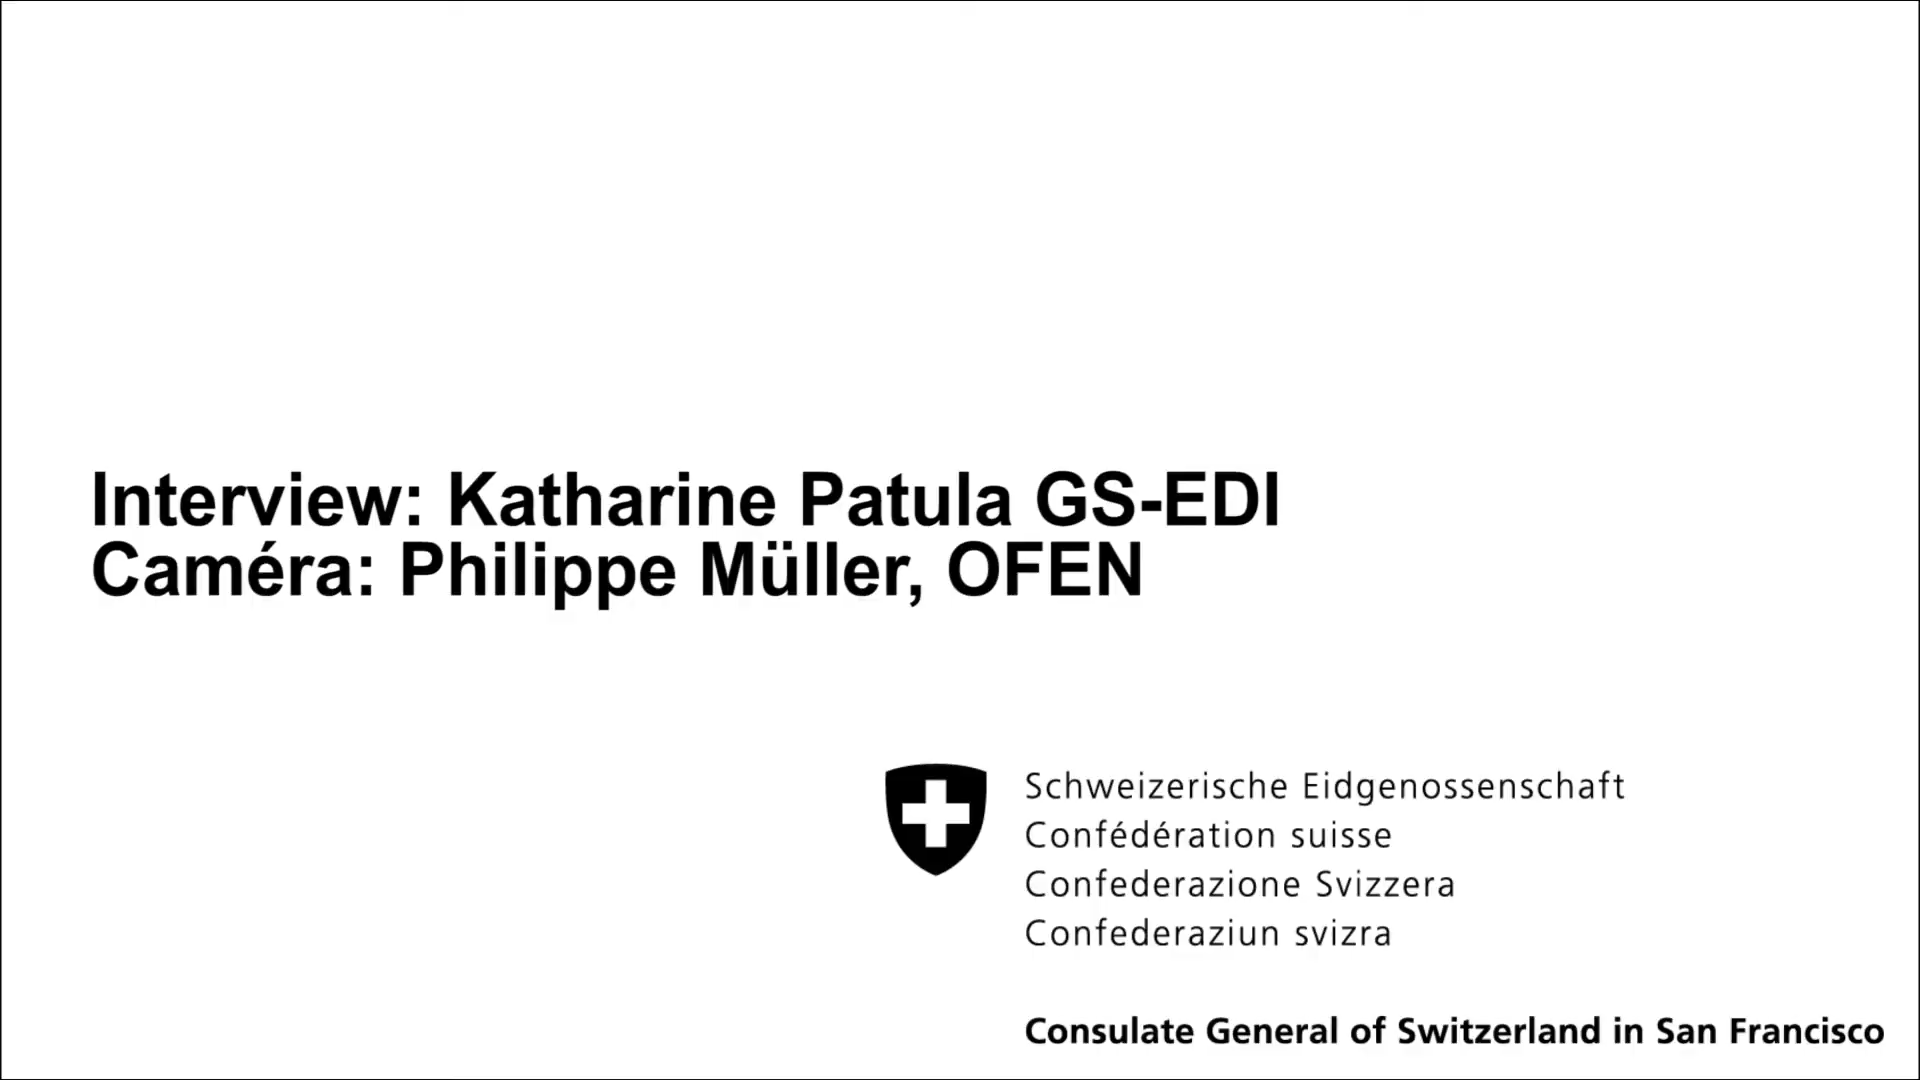 Interview: Katharine Patula GS-EDI
Caméra: Philippe Müller, OFEN
Schweizerische Eidgenossenschaft
Confédération suisse
Confederazione Svizzera
Confederaziun svizra
Consulate General of Switzerland in San Francisco